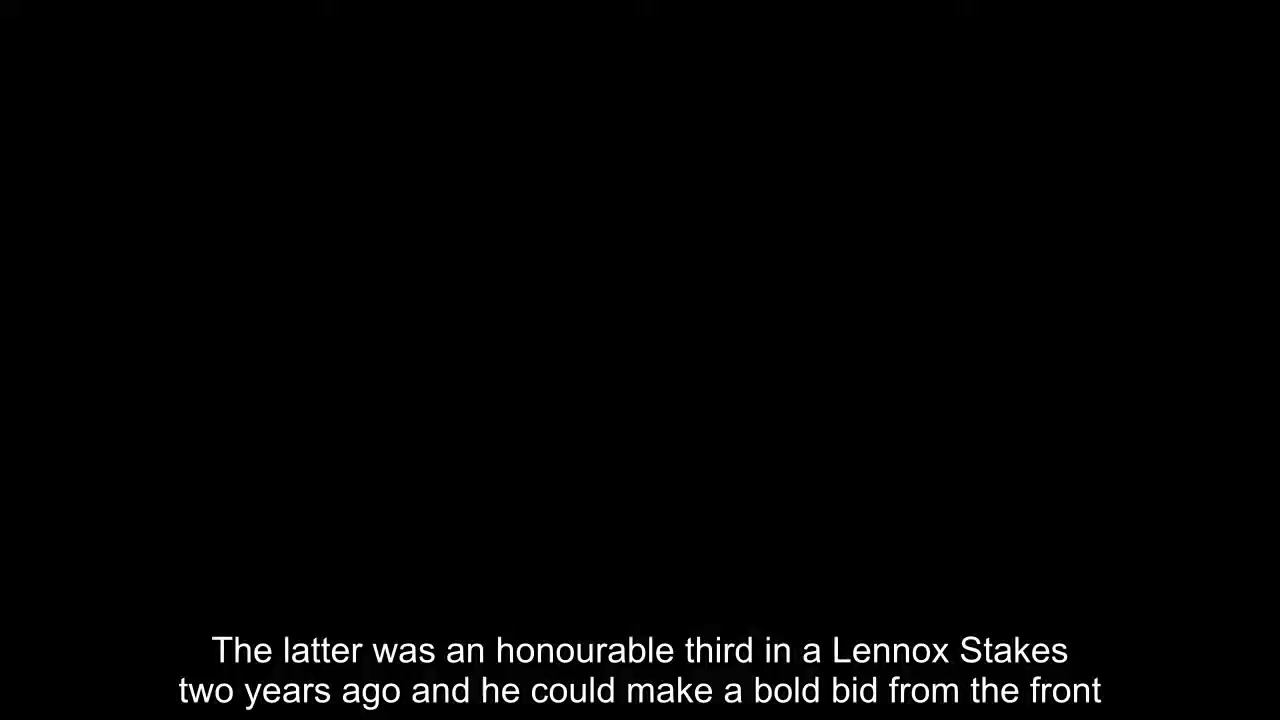 The latter was an honourable third in a Lennox Stakes
two years ago and he could make a bold bid from the front